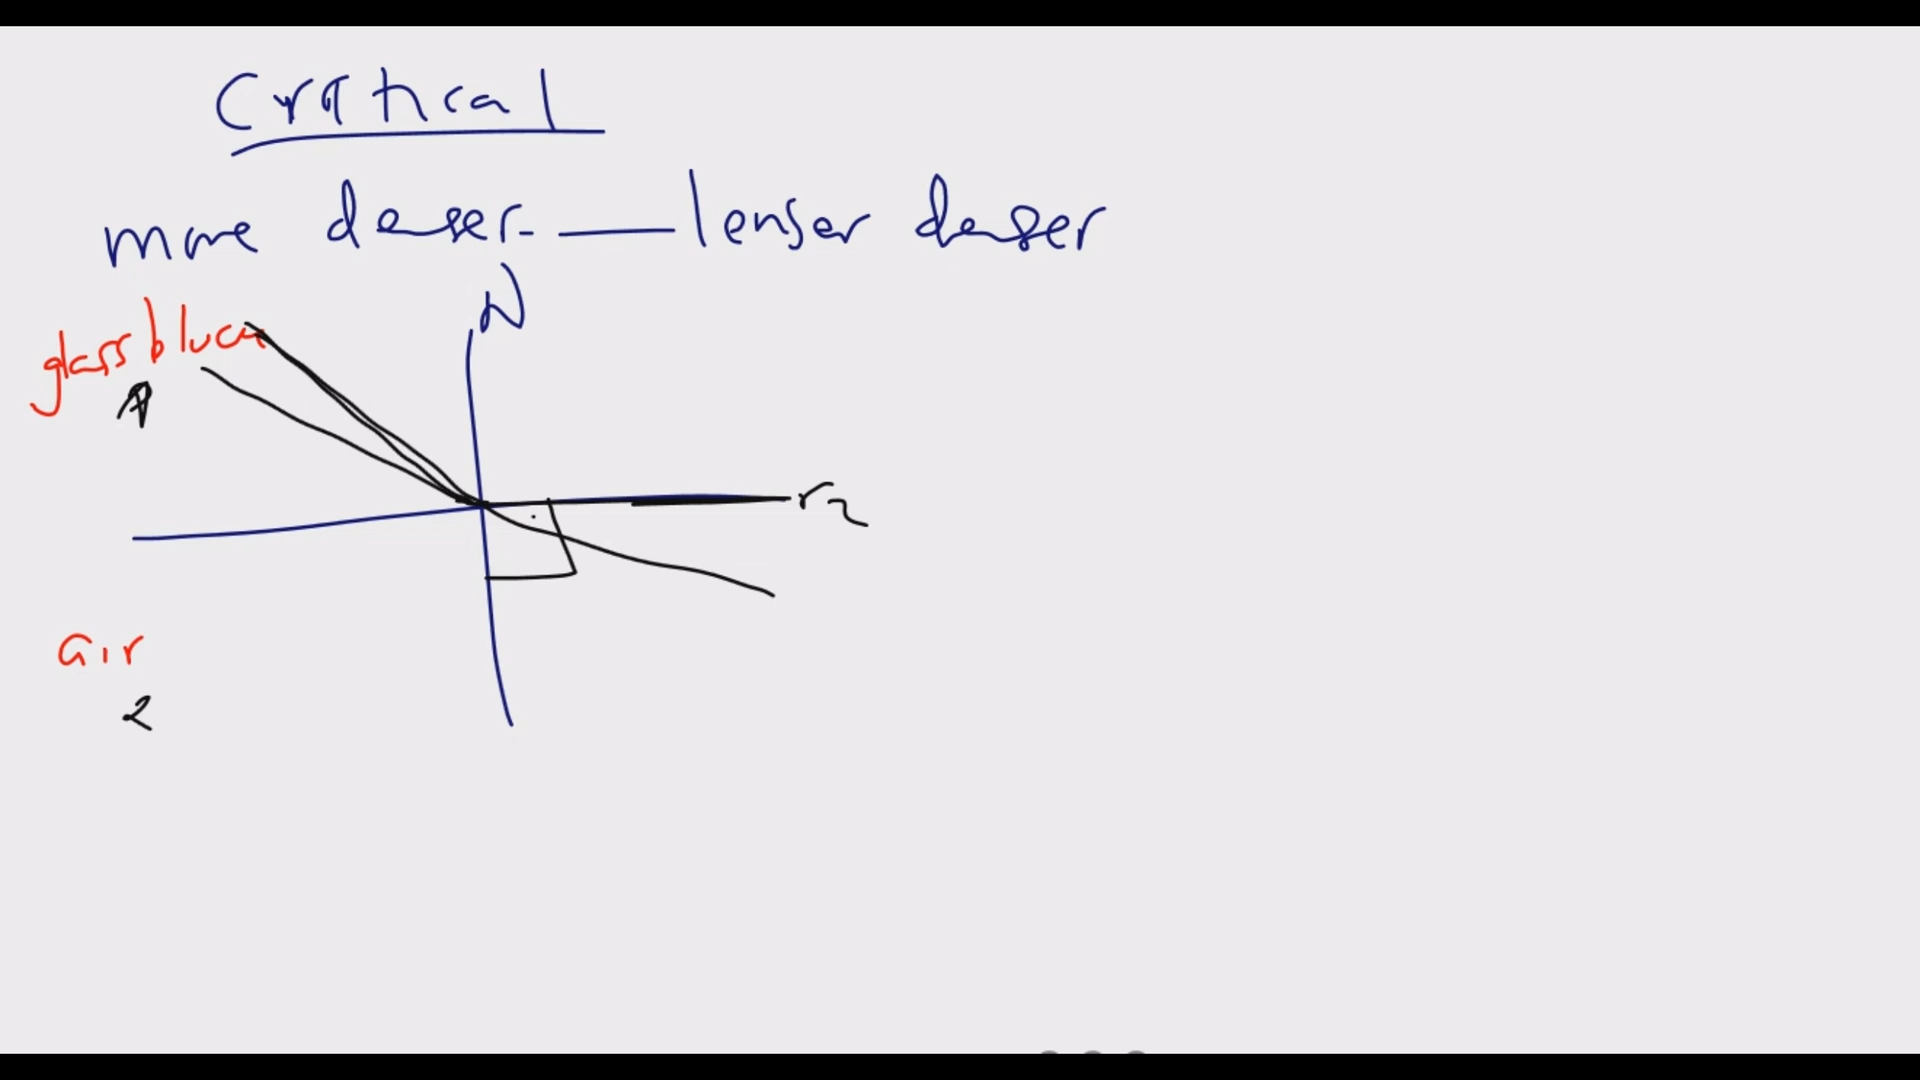 Critical
more denser - lenser denser
N
glass block
1
r2
air
2